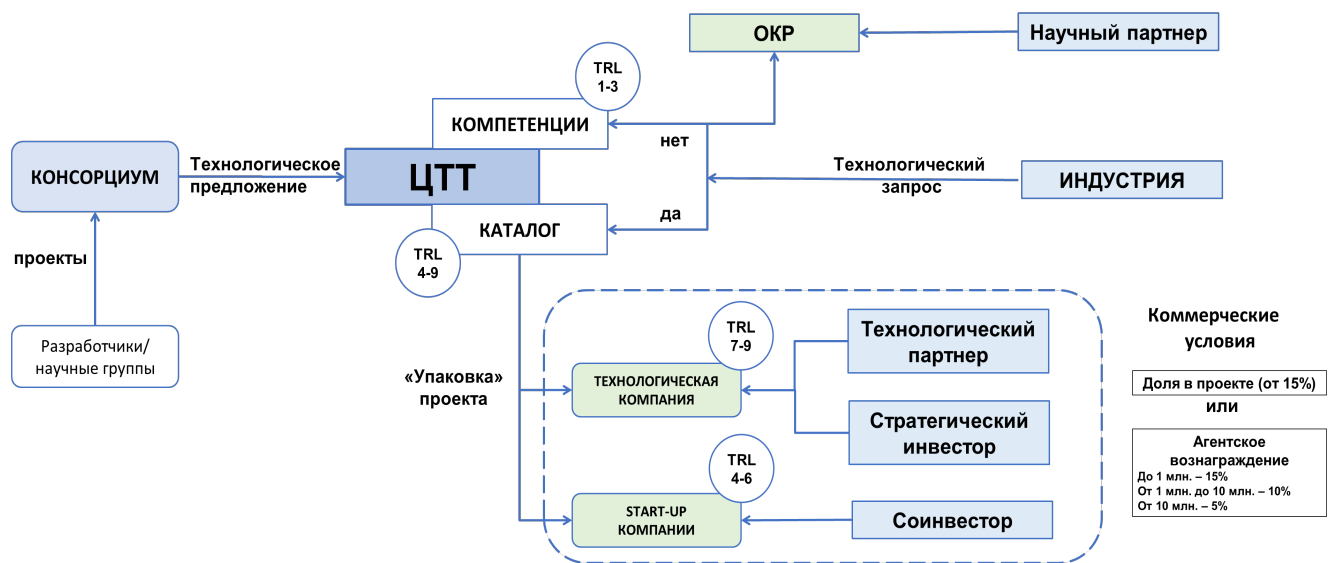 ОКР
Научный партнер
TRL
1-3
КОМПЕТЕНЦИИ
нет
КОНСОРЦИУМ
Технологическое
предложение
ЦТТ
Технологический
запрос
ИНДУСТРИЯ
да
КАТАЛОГ
TRL
4-9
проекты
Разработчики/
научные группы
«Упаковка»
проекта
TRL
7-9
ТЕХНОЛОГИЧЕСКАЯ
КОМПАНИЯ
Технологический
партнер
Стратегический
инвестор
TRL
4-6
START-UP
КОМПАНИИ
Соинвестор
Коммерческие
условия
Доля в проекте (от 15%)
или
Агентское
вознаграждение
До 1 млн. – 15%
От 1 млн. до 10 млн. – 10%
От 10 млн. – 5%